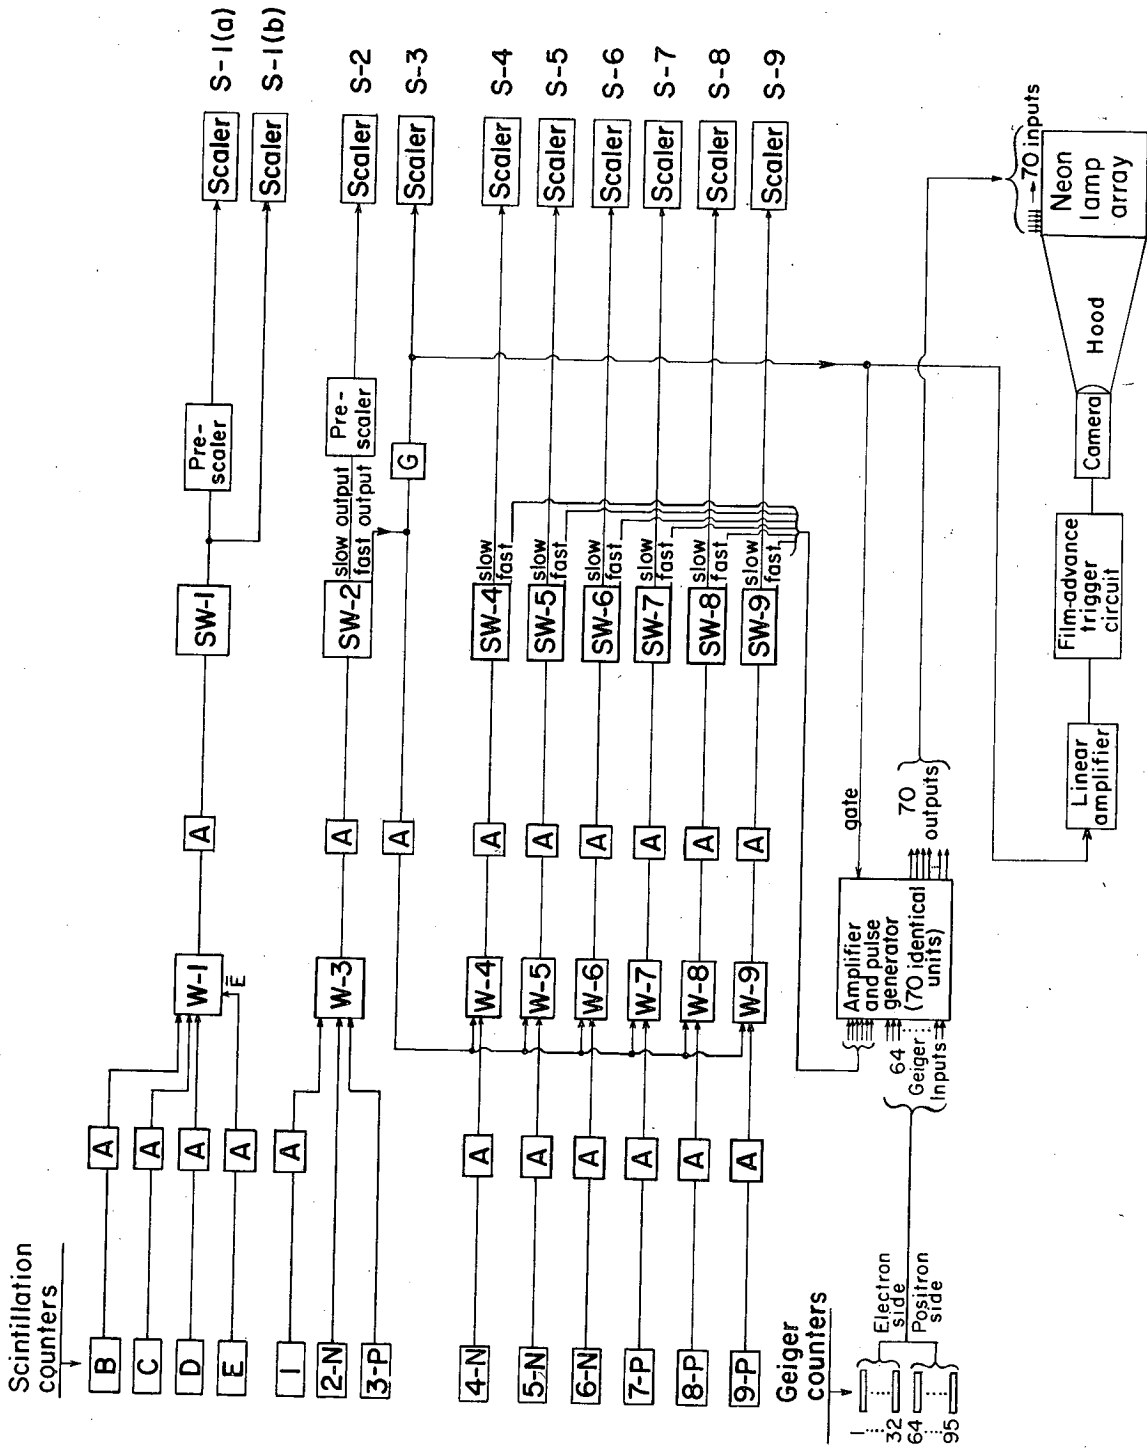 Scintillation
counters
B
A
C
A
D
A
E
A
Ē
W-1
A
SW-1
Pre-
scaler
Scaler
S-1(a)
Scaler
S-1(b)
1
A
2-N
3-P
W-3
A
SW-2
slow output
fast output
Pre-
scaler
Scaler
S-2
A
G
Scaler
S-3
4-N
A
W-4
A
SW-4
slow
fast
Scaler
S-4
5-N
A
W-5
A
SW-5
slow
fast
Scaler
S-5
6-N
A
W-6
A
SW-6
slow
fast
Scaler
S-6
7-P
A
W-7
A
SW-7
slow
fast
Scaler
S-7
8-P
A
W-8
A
SW-8
slow
fast
Scaler
S-8
9-P
A
W-9
A
SW-9
slow
fast
Scaler
S-9
Geiger
counters
1
32
64
95
Electron
side
Positron
side
64
Geiger
Inputs
Amplifier
and pulse
generator
(70 identical
units)
gate
70
outputs
70 inputs
Neon
lamp
array
Hood
Camera
Film-advance
trigger
circuit
Linear
amplifier